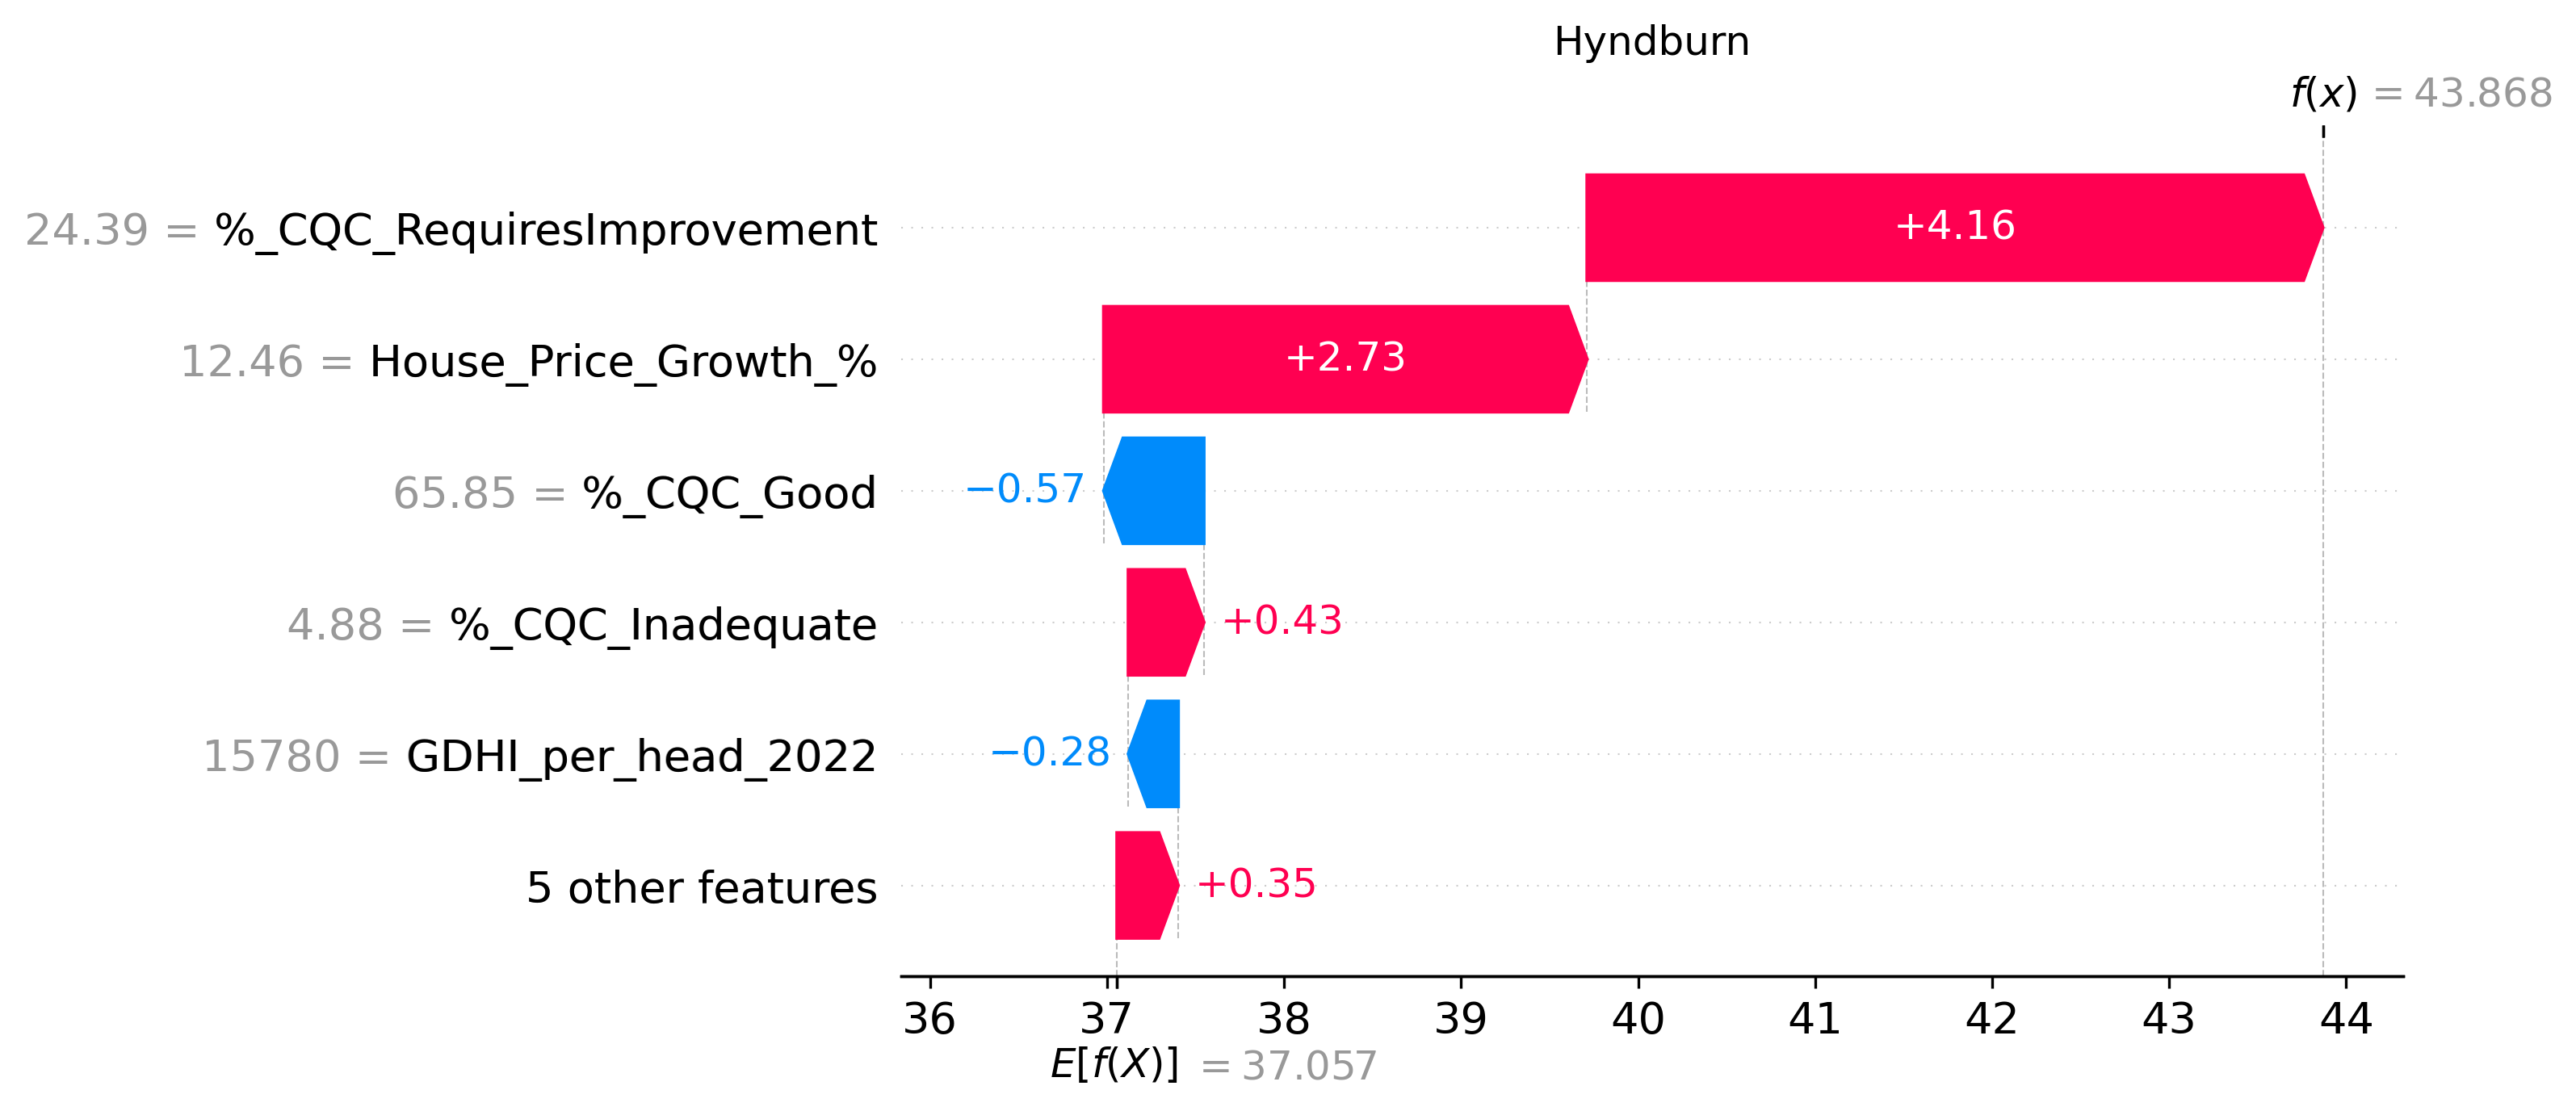 Hyndburn
f(x) = 43.868
24.39 = %_CQC_RequiresImprovement
+4.16
12.46 = House_Price_Growth_%
+2.73
65.85 = %_CQC_Good
−0.57
4.88 = %_CQC_Inadequate
+0.43
15780 = GDHI_per_head_2022
−0.28
5 other features
+0.35
36 37 38 39 40 41 42 43 44
E[f(X)] = 37.057